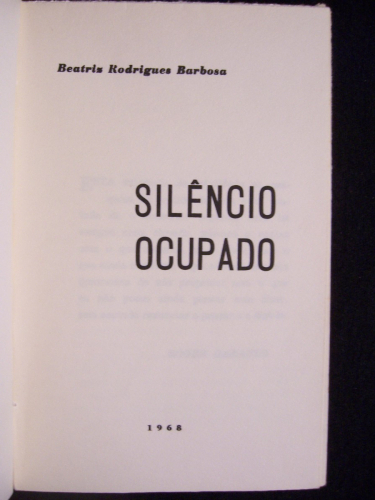 Beatriz Rodrigues Barbosa
SILÊNCIO
OCUPADO
1968